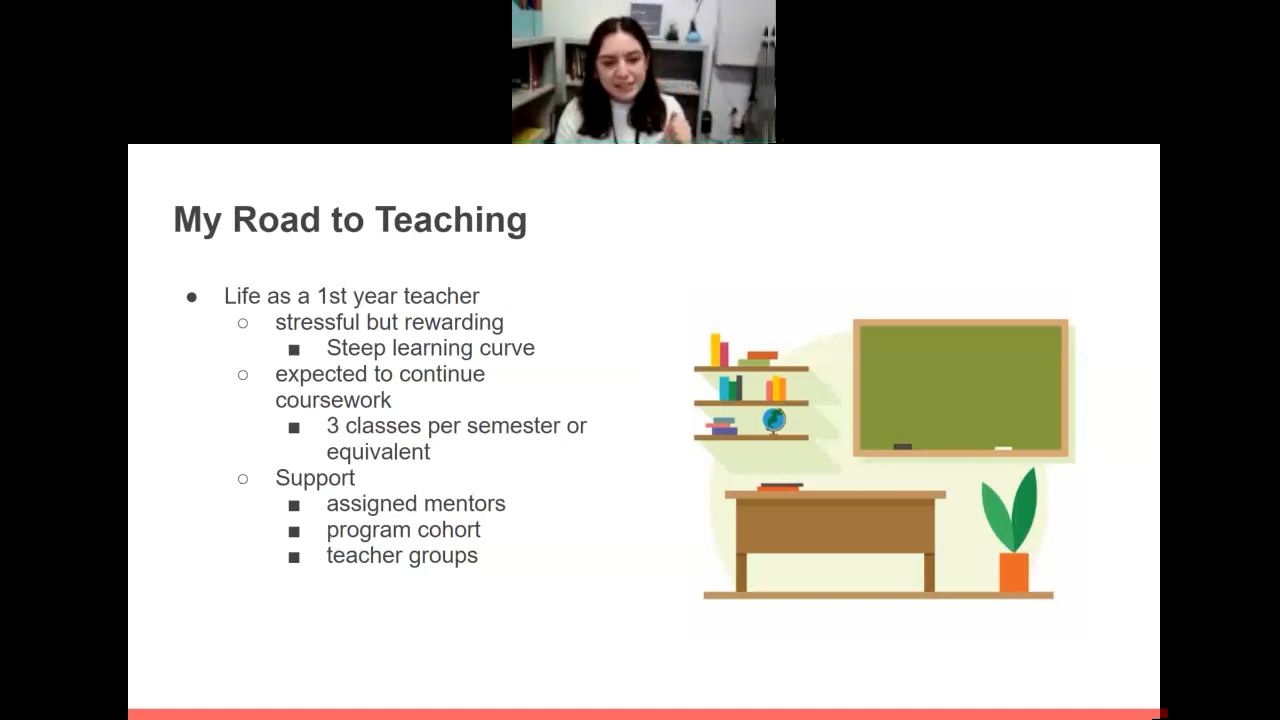 My Road to Teaching
● Life as a 1st year teacher
○ stressful but rewarding
■ Steep learning curve
○ expected to continue
coursework
■ 3 classes per semester or
equivalent
○ Support
■ assigned mentors
■ program cohort
■ teacher groups